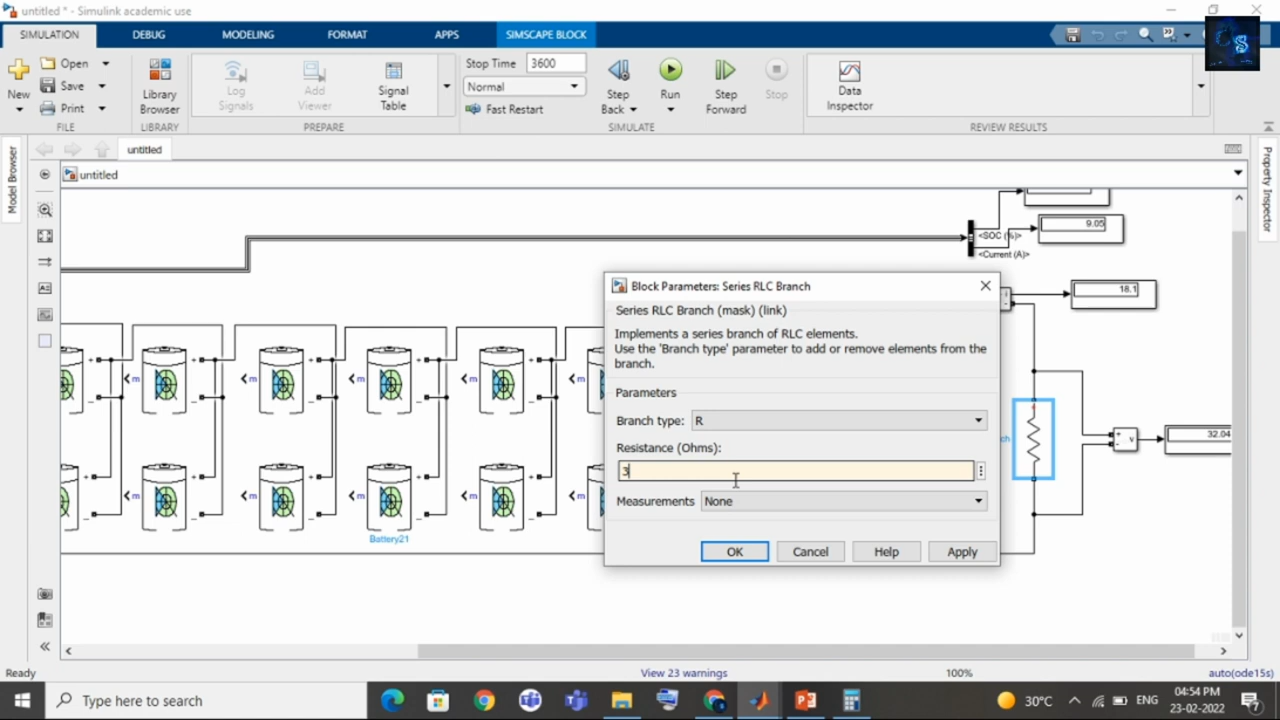 untitled * - Simulink academic use
SIMULATION
DEBUG
MODELING
FORMAT
APPS
SIMSCAPE BLOCK
S
New
Open
Save
Print
FILE
Library
Browser
LIBRARY
Log
Signals
Add
Viewer
Signal
Table
PREPARE
Stop Time 3600
Normal
Fast Restart
Step
Back
Run
Step
Forward
Stop
SIMULATE
Data
Inspector
REVIEW RESULTS
Model Browser
untitled
untitled
Property Inspector
<SOC (%)>
<Current (A)>
9.05
18.1
32.04
m
m
m
m
m
m
m
m
m
m
Battery21
ch
i
v
Block Parameters: Series RLC Branch
Series RLC Branch (mask) (link)
Implements a series branch of RLC elements.
Use the 'Branch type' parameter to add or remove elements from the
branch.
Parameters
Branch type: R
Resistance (Ohms):
3
Measurements None
OK
Cancel
Help
Apply
Ready
View 23 warnings
100%
auto(ode15s)
Type here to search
30°C
ENG
04:54 PM
23-02-2022
7